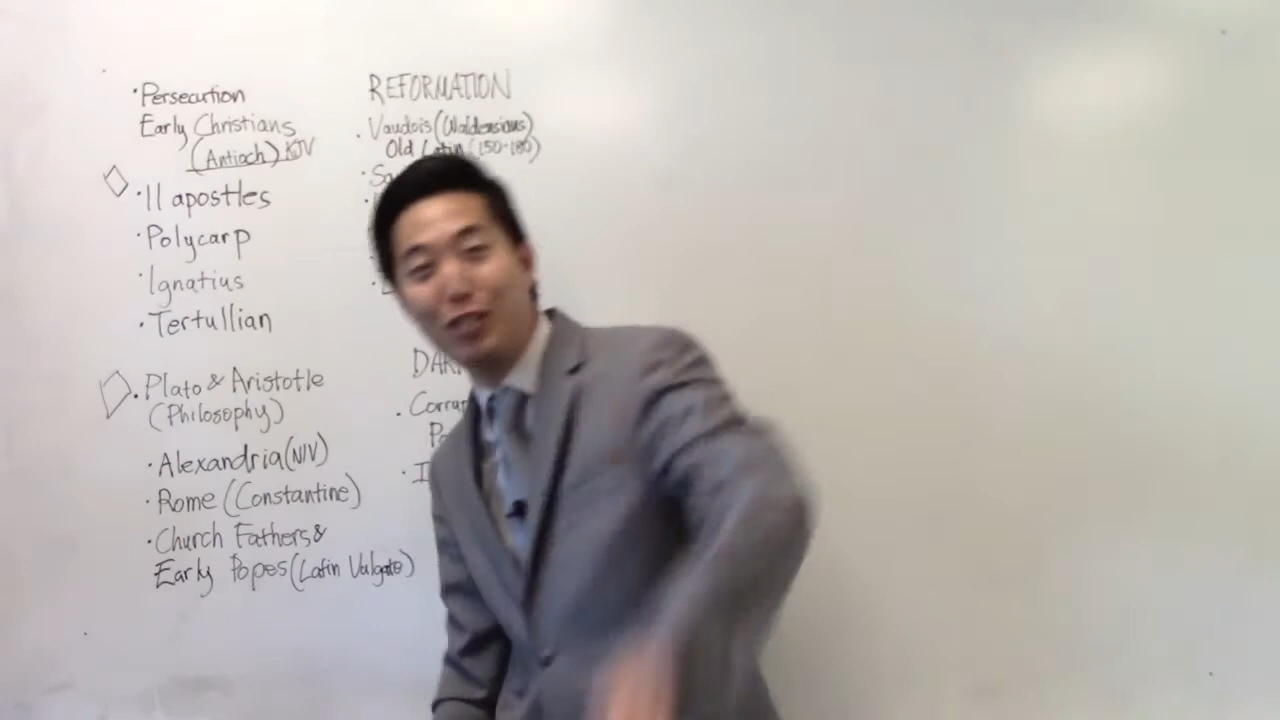 ·Persecution
Early Christians
(Antioch) KJV
·11 apostles
·Polycarp
·Ignatius
·Tertullian
·Plato & Aristotle
(Philosophy)
·Alexandria (NIV)
·Rome (Constantine)
·Church Fathers &
Early Popes (Latin Vulgate)
REFORMATION
·Vaudois (Waldensians)
Old Latin (150-180)